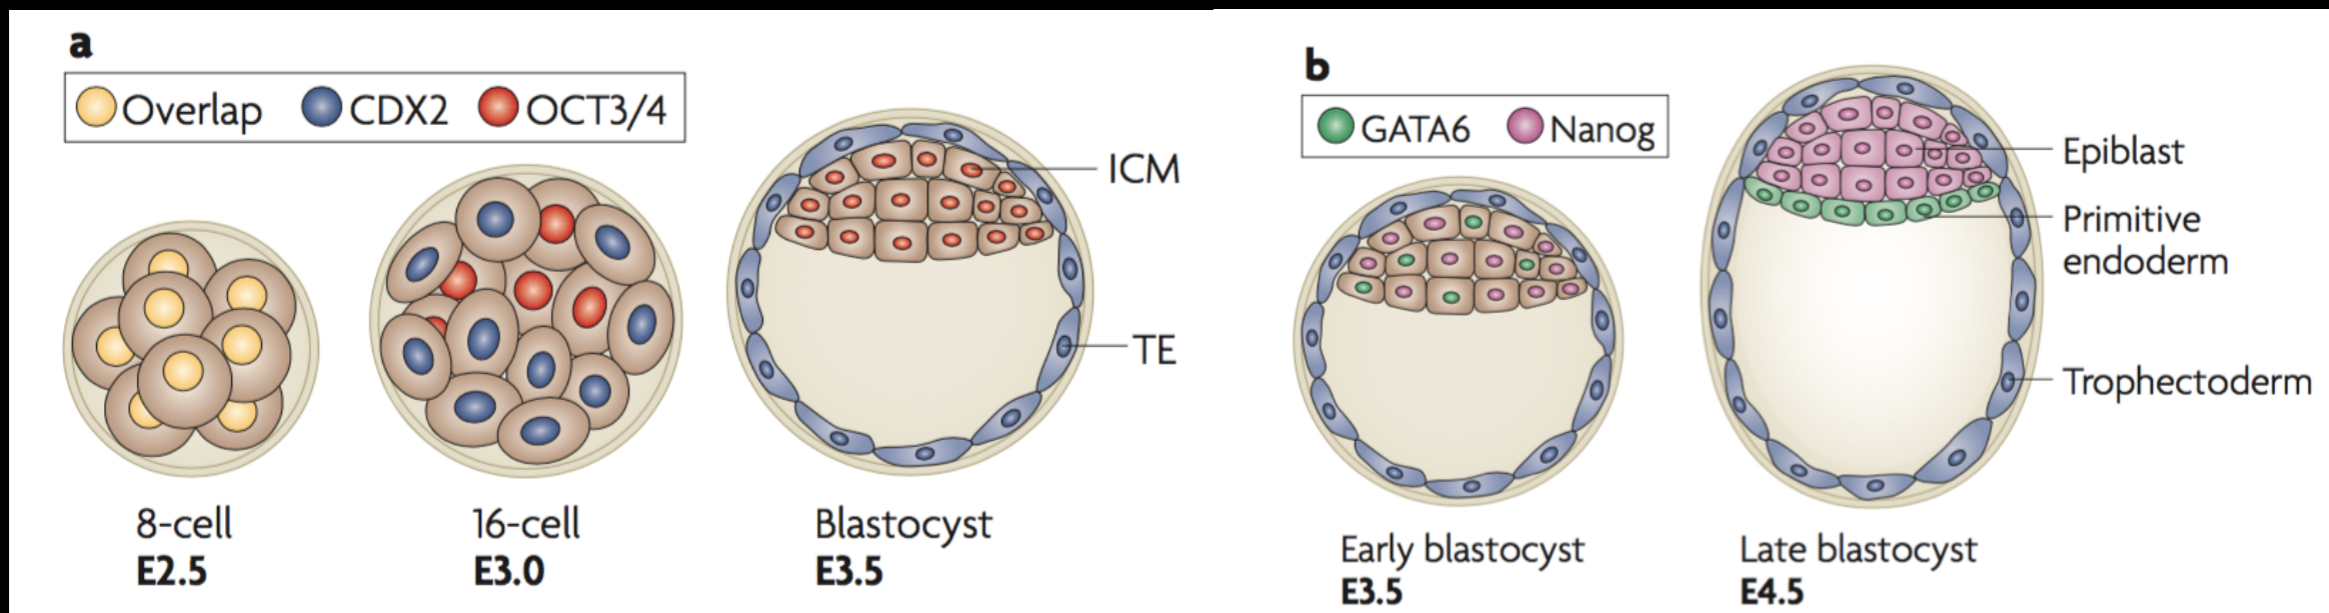 a
Overlap CDX2 OCT3/4
ICM
TE
8-cell
E2.5
16-cell
E3.0
Blastocyst
E3.5
b
GATA6 Nanog
Epiblast
Primitive
endoderm
Trophectoderm
Early blastocyst
E3.5
Late blastocyst
E4.5